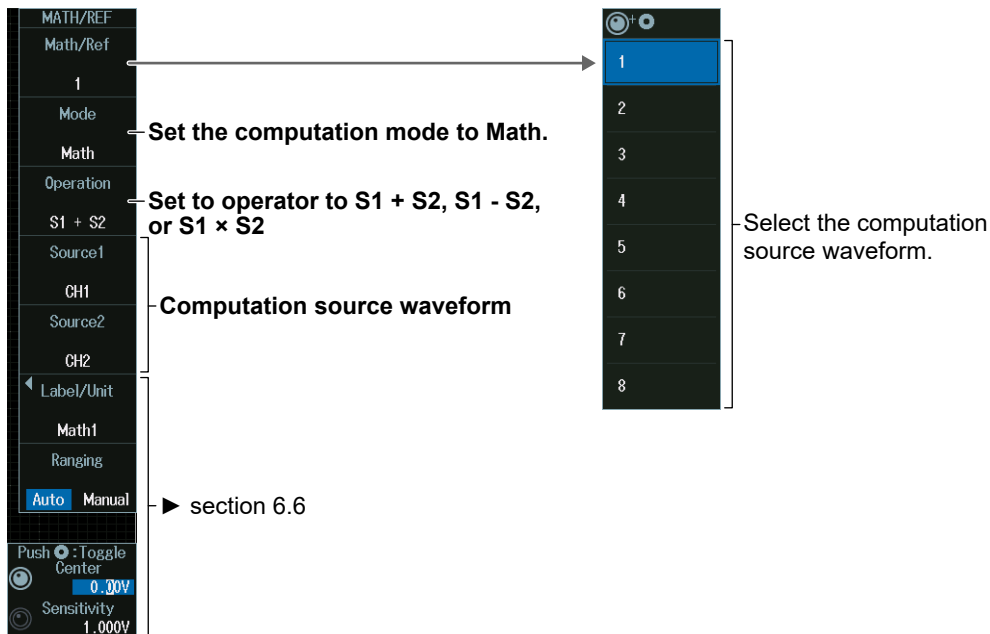 MATH/REF
Math/Ref
1
Mode
Math
Set the computation mode to Math.
Operation
S1 + S2
Set to operator to S1 + S2, S1 - S2,
or S1 × S2
Source1
CH1
Source2
CH2
Computation source waveform
Label/Unit
Math1
Ranging
Auto Manual
► section 6.6
Push :Toggle
Center
0.00V
Sensitivity
1.000V
+
1
2
3
4
5
6
7
8
Select the computation
source waveform.